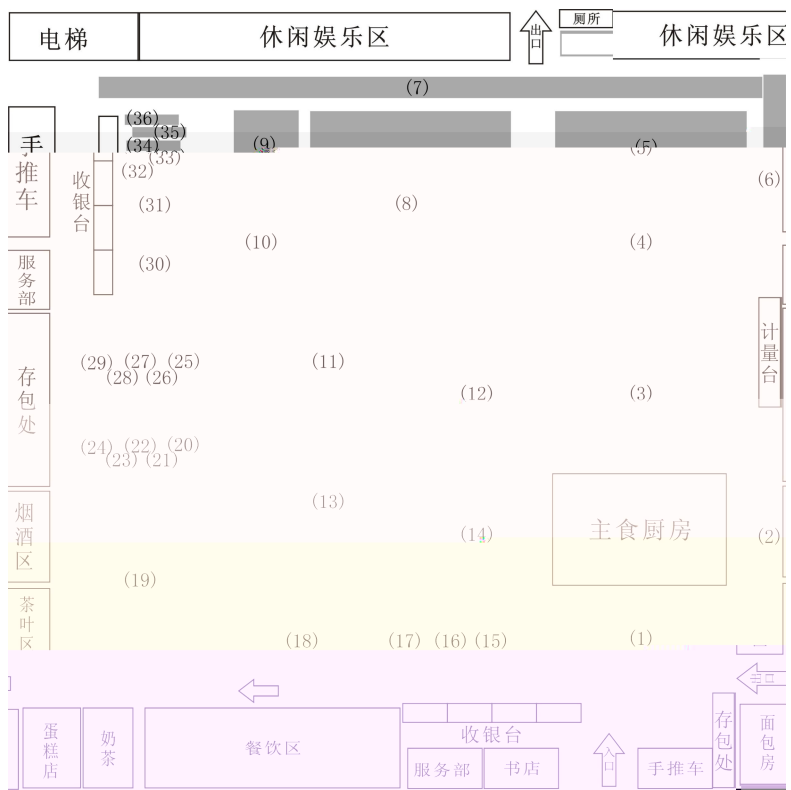 电梯
休闲娱乐区
出口
厕所
休闲娱乐区
(7)
手推车
(36)
(35)
(34)
(33)
(32)
(9)
(5)
(6)
收银台
(31)
(8)
(10)
(4)
服务部
(30)
计量台
存包处
(29) (27) (25)
(28) (26)
(11)
(12)
(3)
(24) (22) (20)
(23) (21)
(13)
烟酒区
(14)
主食厨房
(2)
(19)
茶叶区
(18)
(17)
(16)
(15)
(1)
出口
蛋糕店
奶茶
餐饮区
收银台
服务部
书店
入口
手推车
存包处
面包房